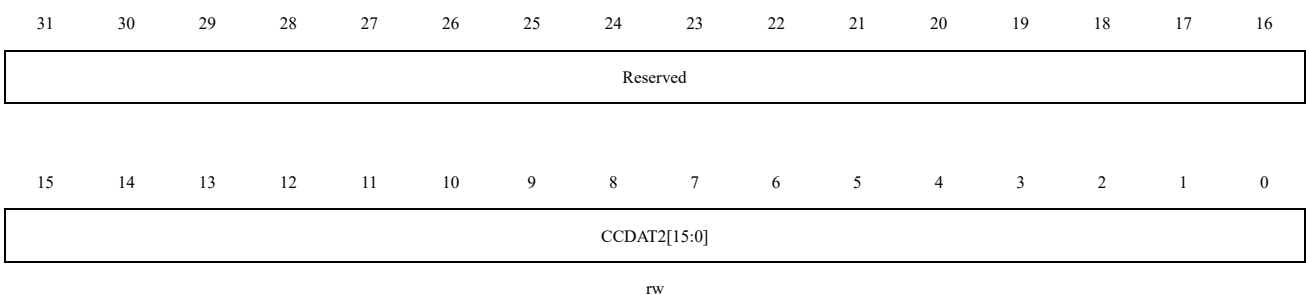 31 30 29 28 27 26 25 24 23 22 21 20 19 18 17 16
Reserved
15 14 13 12 11 10 9 8 7 6 5 4 3 2 1 0
CCDAT2[15:0]
rw